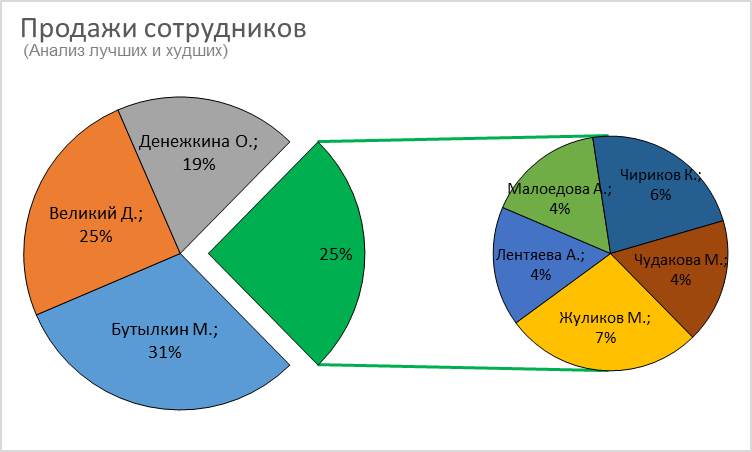 Продажи сотрудников
(Анализ лучших и худших)
Денежкина О.;
19%
Великий Д.;
25%
Бутылкин М.;
31%
25%
Чириков К.;
6%
Малоедова А.;
4%
Лентяева А.;
4%
Чудакова М.;
4%
Жуликов М.;
7%